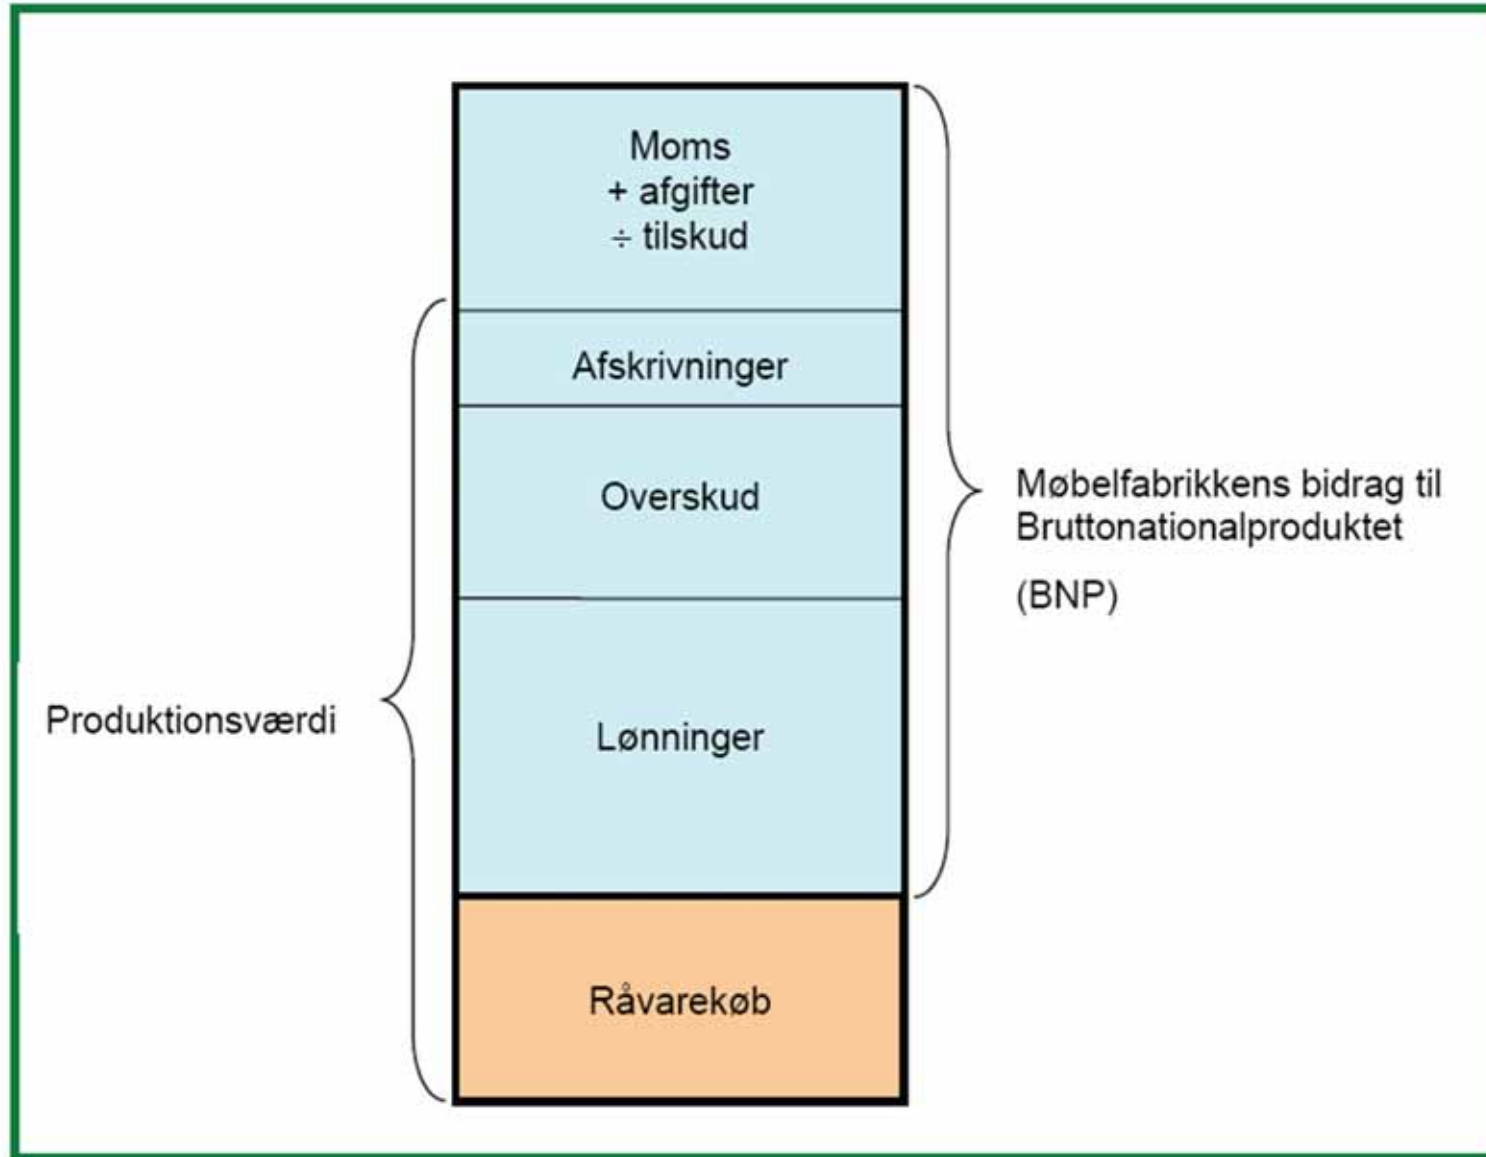 Moms
+ afgifter
÷ tilskud
Afskrivninger
Overskud
Møbelfabrikkens bidrag til
Bruttonationalproduktet
(BNP)
Produktionsværdi
Lønninger
Råvarekøb